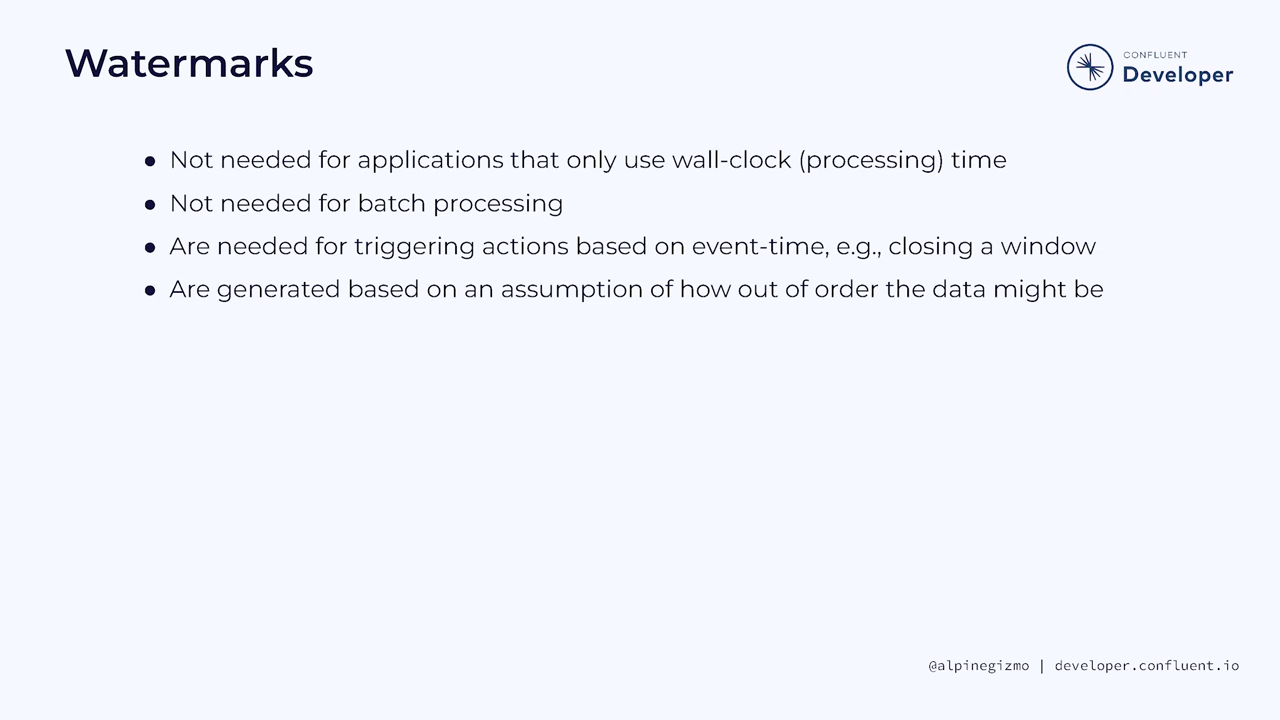 Watermarks
CONFLUENT
Developer
● Not needed for applications that only use wall-clock (processing) time
● Not needed for batch processing
● Are needed for triggering actions based on event-time, e.g., closing a window
● Are generated based on an assumption of how out of order the data might be
@alpinegizmo | developer.confluent.io